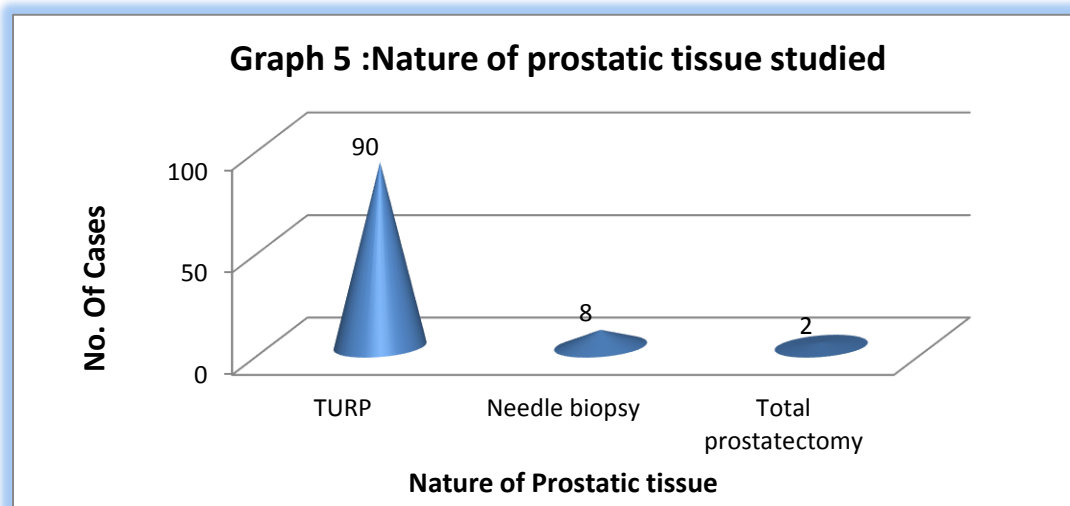 Graph 5 :Nature of prostatic tissue studied
No. Of Cases
100
50
0
90
8
2
TURP
Needle biopsy
Total
prostatectomy
Nature of Prostatic tissue